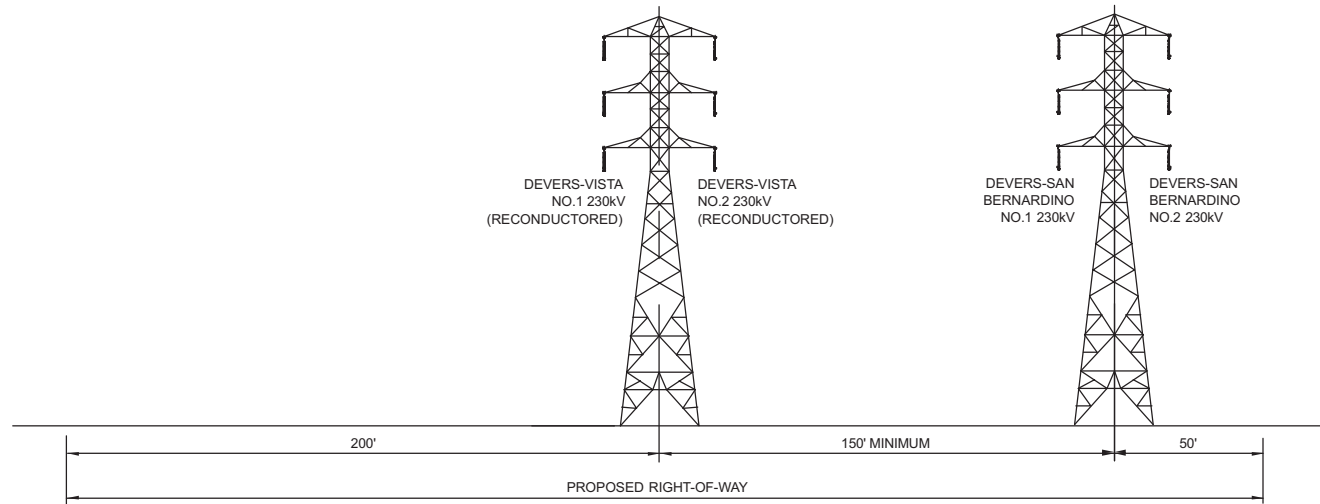 DEVERS-VISTA
NO.1 230kV
(RECONDUCTORED)
DEVERS-VISTA
NO.2 230kV
(RECONDUCTORED)
DEVERS-SAN
BERNARDINO
NO.1 230kV
DEVERS-SAN
BERNARDINO
NO.2 230kV
200'
150' MINIMUM
50'
PROPOSED RIGHT-OF-WAY